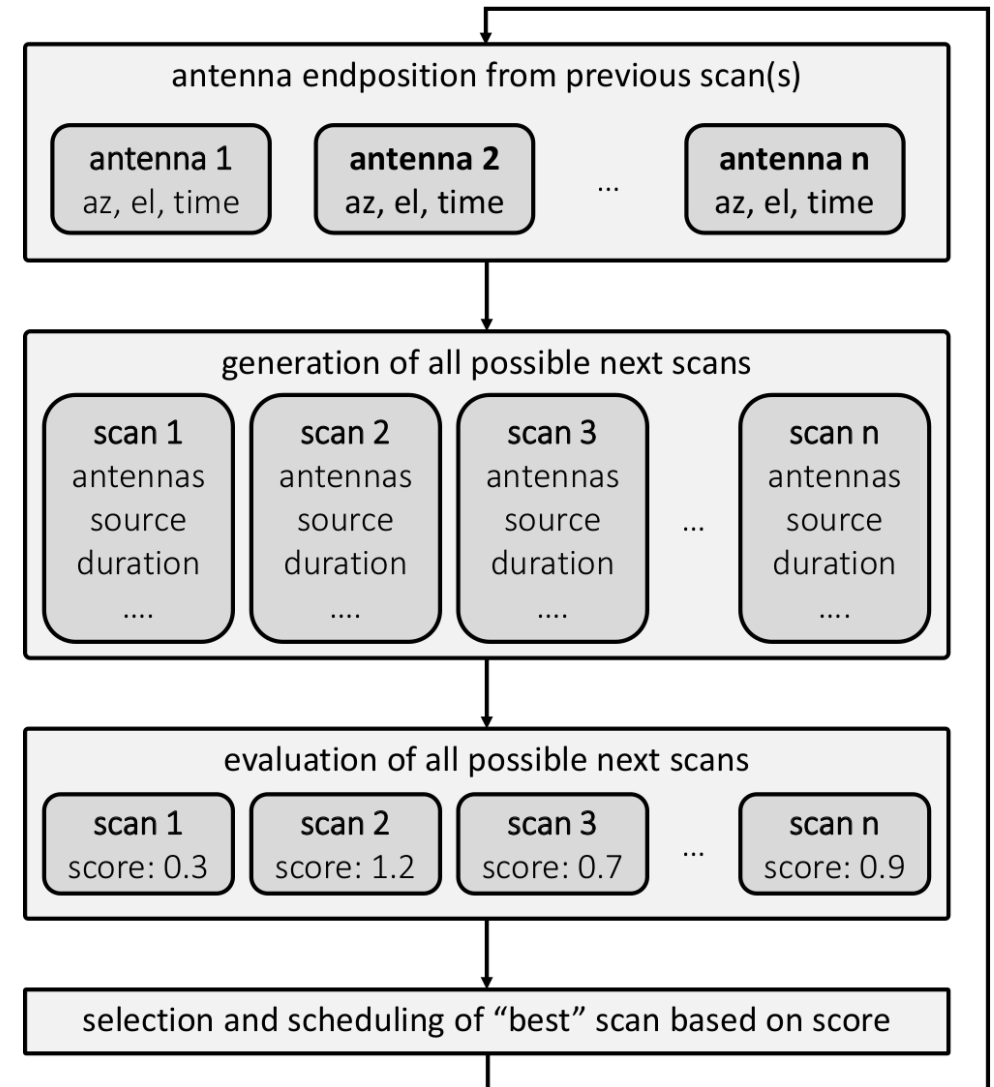 antenna endposition from previous scan(s)
antenna 1
az, el, time
antenna 2
az, el, time
...
antenna n
az, el, time
generation of all possible next scans
scan 1
antennas
source
duration
....
scan 2
antennas
source
duration
....
scan 3
antennas
source
duration
....
...
scan n
antennas
source
duration
....
evaluation of all possible next scans
scan 1
score: 0.3
scan 2
score: 1.2
scan 3
score: 0.7
...
scan n
score: 0.9
selection and scheduling of “best” scan based on score